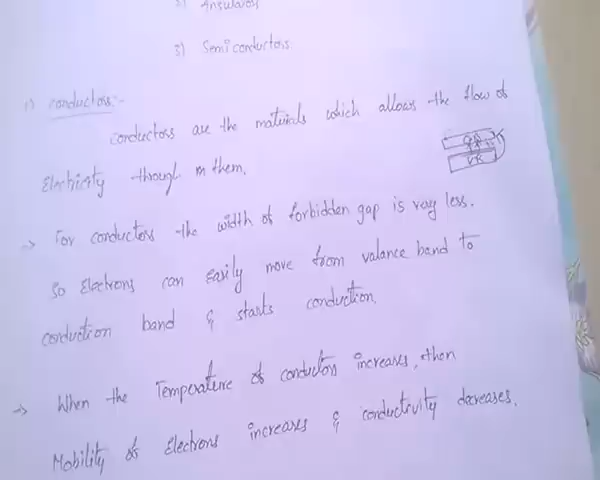 2) Insulators
3) Semiconductors
1) conductors:-
conductors are the materials which allows the flow of
Electricity through m them.
CB
VB
→ For conductors the width of forbidden gap is very less.
so Electrons can easily move from valance band to
conduction band & starts conduction.
→ When the Temperature of conductors increases, then
Mobility of Electrons increases & conductivity decreases.